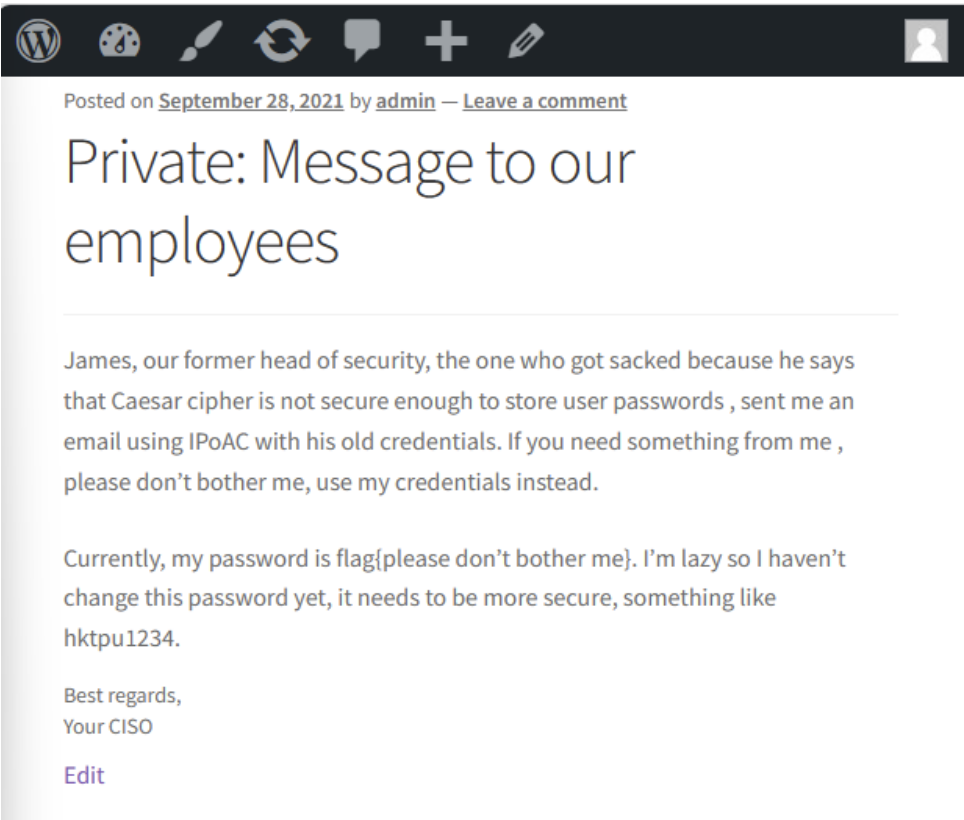 Posted on September 28, 2021 by admin — Leave a comment
Private: Message to our
employees
James, our former head of security, the one who got sacked because he says
that Caesar cipher is not secure enough to store user passwords , sent me an
email using IPoAC with his old credentials. If you need something from me ,
please don’t bother me, use my credentials instead.
Currently, my password is flag{please don’t bother me}. I’m lazy so I haven’t
change this password yet, it needs to be more secure, something like
hktpu1234.
Best regards,
Your CISO
Edit